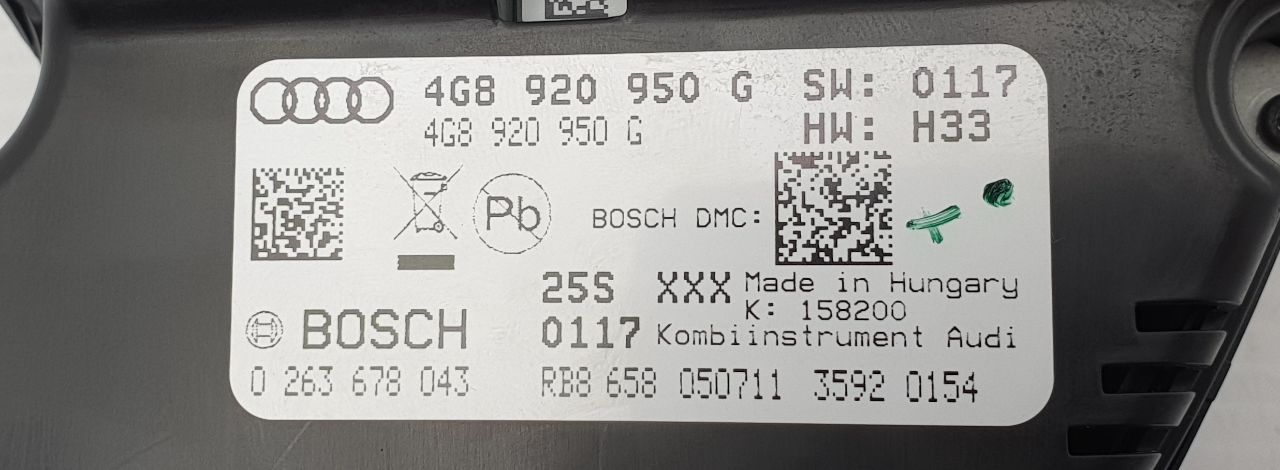 4G8 920 950 G SW: 0117
4G8 920 950 G HW: H33
Pb
BOSCH DMC:
25S XXX Made in Hungary
K: 158200
BOSCH 0117 Kombiinstrument Audi
0 263 678 043 RB8 658 050711 3592 0154